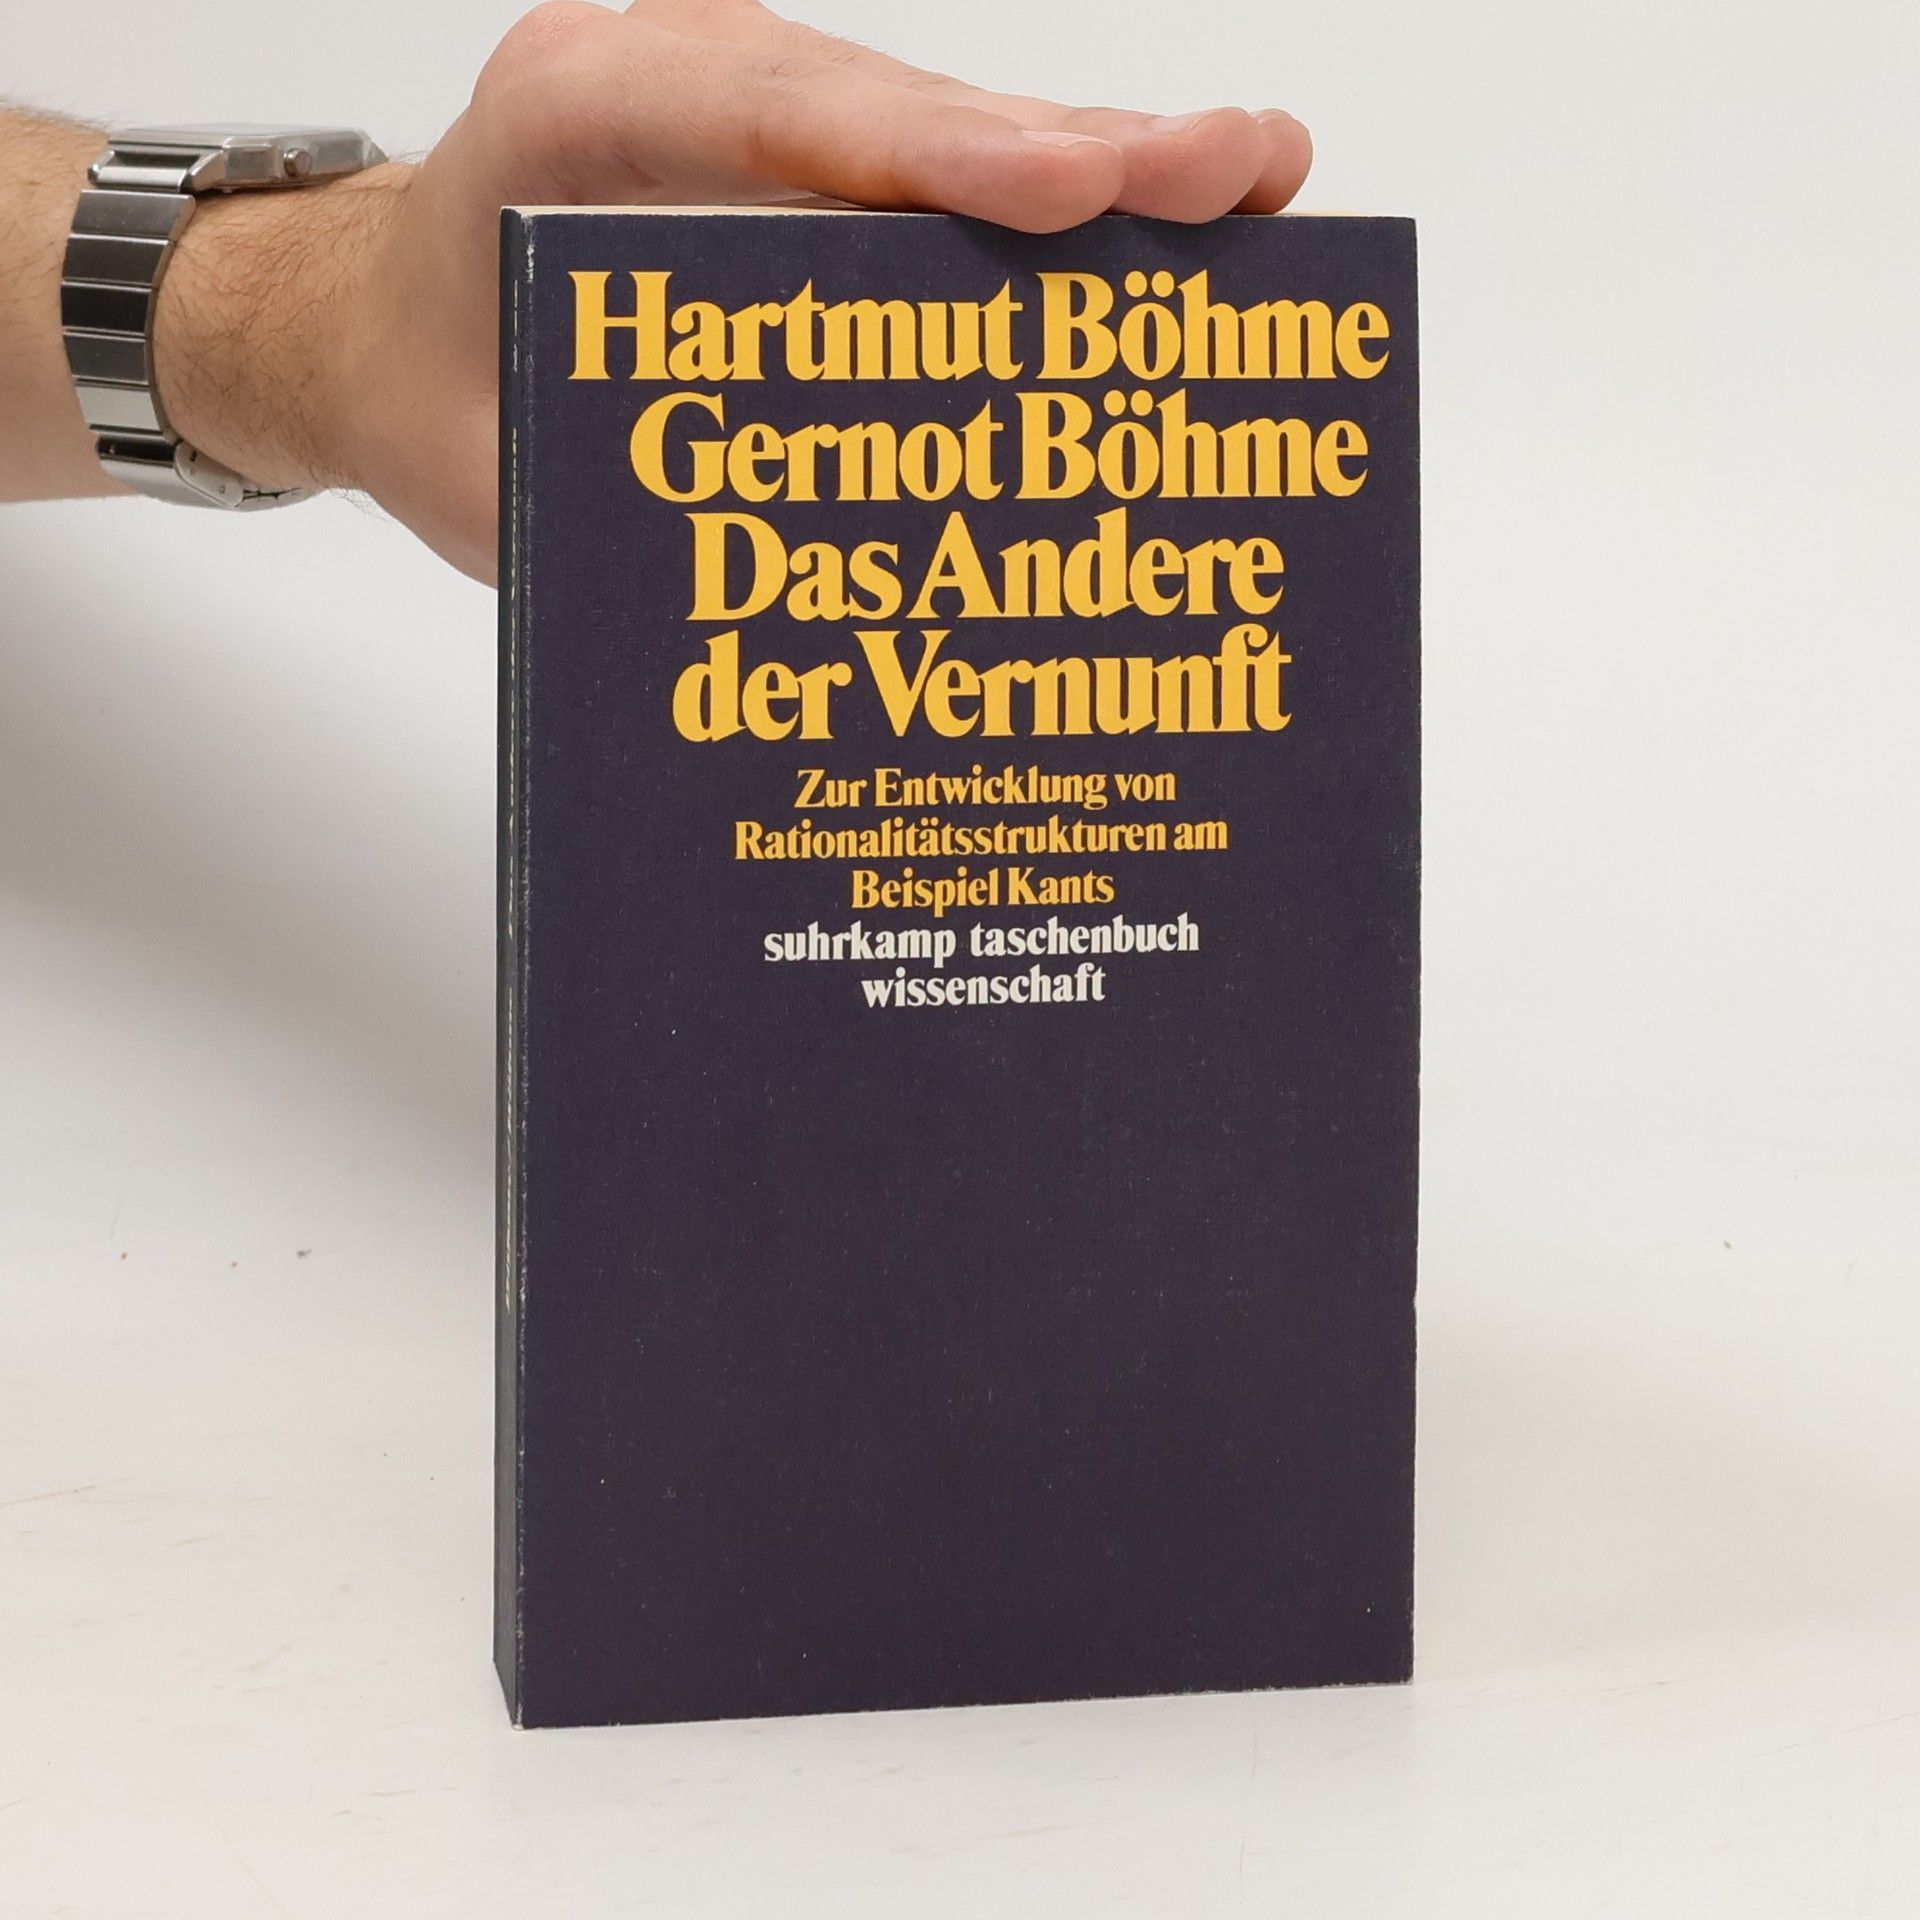 Hartmut Böhme
Gernot Böhme
Das Andere
der Vernunft
Zur Entwicklung von
Rationalitätsstrukturen am
Beispiel Kants
suhrkamp taschenbuch
wissenschaft